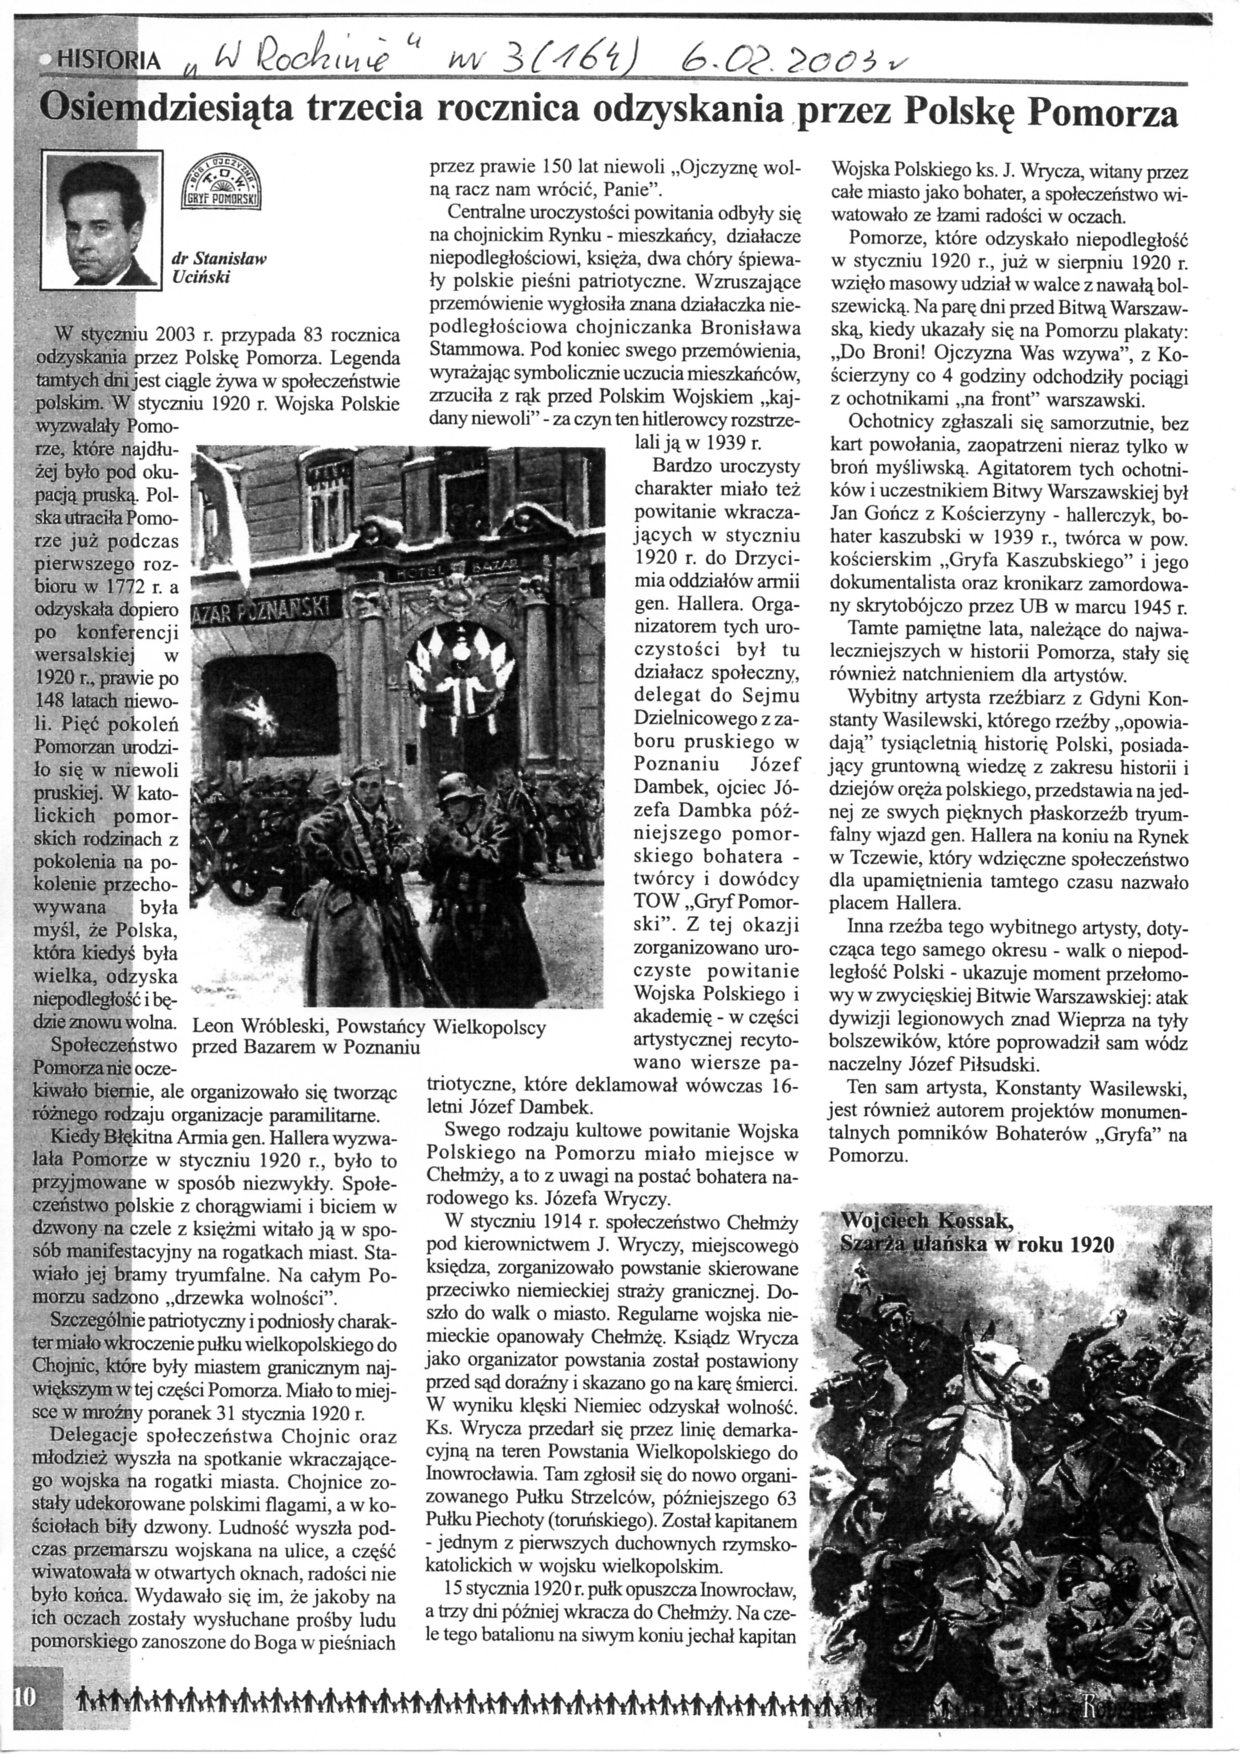 HISTORIA
„W Rodzinie" nr 3(164) 6.02.2003 r
Osiemdziesiąta trzecia rocznica odzyskania przez Polskę Pomorza
BÓG I OJCZYZNA
T.O.W.
GRYF POMORSKI
dr Stanisław
Uciński
W styczniu 2003 r. przypada 83 rocznica
odzyskania przez Polskę Pomorza. Legenda
tamtych dni jest ciągle żywa w społeczeństwie
polskim. W styczniu 1920 r. Wojska Polskie
wyzwalały Pomo-
rze, które najdłu-
żej było pod oku-
pacją pruską. Pol-
ska utraciła Pomo-
rze już podczas
pierwszego roz-
bioru w 1772 r. a
odzyskała dopiero
po konferencji
wersalskiej w
1920 r., prawie po
148 latach niewo-
li. Pięć pokoleń
Pomorzan urodzi-
ło się w niewoli
pruskiej. W kato-
lickich pomor-
skich rodzinach z
pokolenia na po-
kolenie przecho-
wywana była
myśl, że Polska,
która kiedyś była
wielka, odzyska
niepodległość i bę-
dzie znowu wolna.
Społeczeństwo
Pomorza nie ocze-
kiwało biernie, ale organizowało się tworząc
różnego rodzaju organizacje paramilitarne.
Kiedy Błękitna Armia gen. Hallera wyzwa-
lała Pomorze w styczniu 1920 r., było to
przyjmowane w sposób niezwykły. Społe-
czeństwo polskie z chorągwiami i biciem w
dzwony na czele z księżmi witało ją w spo-
sób manifestacyjny na rogatkach miast. Sta-
wiało jej bramy tryumfalne. Na całym Po-
morzu sadzono „drzewka wolności”.
Szczególnie patriotyczny i podniosły charak-
ter miało wkroczenie pułku wielkopolskiego do
Chojnic, które były miastem granicznym naj-
większym w tej części Pomorza. Miało to miej-
sce w mroźny poranek 31 stycznia 1920 r.
Delegacje społeczeństwa Chojnic oraz
młodzież wyszła na spotkanie wkraczające-
go wojska na rogatki miasta. Chojnice zo-
stały udekorowane polskimi flagami, a w ko-
ściołach biły dzwony. Ludność wyszła pod-
czas przemarszu wojskana na ulice, a część
wiwatowała w otwartych oknach, radości nie
było końca. Wydawało się im, że jakoby na
ich oczach zostały wysłuchane prośby ludu
pomorskiego zanoszone do Boga w pieśniach
przez prawie 150 lat niewoli „Ojczyznę wol-
ną racz nam wrócić, Panie”.
Centralne uroczystości powitania odbyły się
na chojnickim Rynku - mieszkańcy, działacze
niepodległościowi, księża, dwa chóry śpiewa-
ły polskie pieśni patriotyczne. Wzruszające
przemówienie wygłosiła znana działaczka nie-
podległościowa chojniczanka Bronisława
Stammowa. Pod koniec swego przemówienia,
wyrażając symbolicznie uczucia mieszkańców,
zrzuciła z rąk przed Polskim Wojskiem „kaj-
dany niewoli” - za czyn ten hitlerowcy rozstrze-
lali ją w 1939 r.
Bardzo uroczysty
charakter miało też
powitanie wkracza-
jących w styczniu
1920 r. do Drzyci-
mia oddziałów armii
gen. Hallera. Orga-
nizatorem tych uro-
czystości był tu
działacz społeczny,
delegat do Sejmu
Dzielnicowego z za-
boru pruskiego w
Poznaniu Józef
Dambek, ojciec Jó-
zefa Dambka póź-
niejszego pomor-
skiego bohatera -
twórcy i dowódcy
TOW „Gryf Pomor-
ski”. Z tej okazji
zorganizowano uro-
czyste powitanie
Wojska Polskiego i
akademię - w części
artystycznej recyto-
wano wiersze pa-
triotyczne, które deklamował wówczas 16-
letni Józef Dambek.
Swego rodzaju kultowe powitanie Wojska
Polskiego na Pomorzu miało miejsce w
Chełmży, a to z uwagi na postać bohatera na-
rodowego ks. Józefa Wryczy.
W styczniu 1914 r. społeczeństwo Chełmży
pod kierownictwem J. Wryczy, miejscowego
księdza, zorganizowało powstanie skierowane
przeciwko niemieckiej straży granicznej. Do-
szło do walk o miasto. Regularne wojska nie-
mieckie opanowały Chełmżę. Ksiądz Wrycza
jako organizator powstania został postawiony
przed sąd doraźny i skazano go na karę śmierci.
W wyniku klęski Niemiec odzyskał wolność.
Ks. Wrycza przedarł się przez linię demarka-
cyjną na teren Powstania Wielkopolskiego do
Inowrocławia. Tam zgłosił się do nowo organi-
zowanego Pułku Strzelców, późniejszego 63
Pułku Piechoty (toruńskiego). Został kapitanem
- jednym z pierwszych duchownych rzymsko-
katolickich w wojsku wielkopolskim.
15 stycznia 1920 r. pułk opuszcza Inowrocław,
a trzy dni później wkracza do Chełmży. Na cze-
le tego batalionu na siwym koniu jechał kapitan
HOTEL BAZAR
BAZAR POZNAŃSKI
Leon Wróbleski, Powstańcy Wielkopolscy
przed Bazarem w Poznaniu
Wojska Polskiego ks. J. Wrycza, witany przez
całe miasto jako bohater, a społeczeństwo wi-
watowało ze łzami radości w oczach.
Pomorze, które odzyskało niepodległość
w styczniu 1920 r., już w sierpniu 1920 r.
wzięło masowy udział w walce z nawałą bol-
szewicką. Na parę dni przed Bitwą Warszaw-
ską, kiedy ukazały się na Pomorzu plakaty:
„Do Broni! Ojczyzna Was wzywa”, z Ko-
ścierzyny co 4 godziny odchodziły pociągi
z ochotnikami „na front” warszawski.
Ochotnicy zgłaszali się samorzutnie, bez
kart powołania, zaopatrzeni nieraz tylko w
broń myśliwską. Agitatorem tych ochotni-
ków i uczestnikiem Bitwy Warszawskiej był
Jan Gończ z Kościerzyny - hallerczyk, bo-
hater kaszubski w 1939 r., twórca w pow.
kościerskim „Gryfa Kaszubskiego” i jego
dokumentalista oraz kronikarz zamordowa-
ny skrytobójczo przez UB w marcu 1945 r.
Tamte pamiętne lata, należące do najwa-
leczniejszych w historii Pomorza, stały się
również natchnieniem dla artystów.
Wybitny artysta rzeźbiarz z Gdyni Kon-
stanty Wasilewski, którego rzeźby „opowia-
dają” tysiącletnią historię Polski, posiada-
jący gruntowną wiedzę z zakresu historii i
dziejów oręża polskiego, przedstawia na jed-
nej ze swych pięknych płaskorzeźb tryum-
falny wjazd gen. Hallera na koniu na Rynek
w Tczewie, który wdzięczne społeczeństwo
dla upamiętnienia tamtego czasu nazwało
placem Hallera.
Inna rzeźba tego wybitnego artysty, doty-
cząca tego samego okresu - walk o niepod-
ległość Polski - ukazuje moment przełomo-
wy w zwycięskiej Bitwie Warszawskiej: atak
dywizji legionowych znad Wieprza na tyły
bolszewików, które poprowadził sam wódz
naczelny Józef Piłsudski.
Ten sam artysta, Konstanty Wasilewski,
jest również autorem projektów monumen-
talnych pomników Bohaterów „Gryfa” na
Pomorzu.
Wojciech Kossak,
Szarża ułańska w roku 1920
10